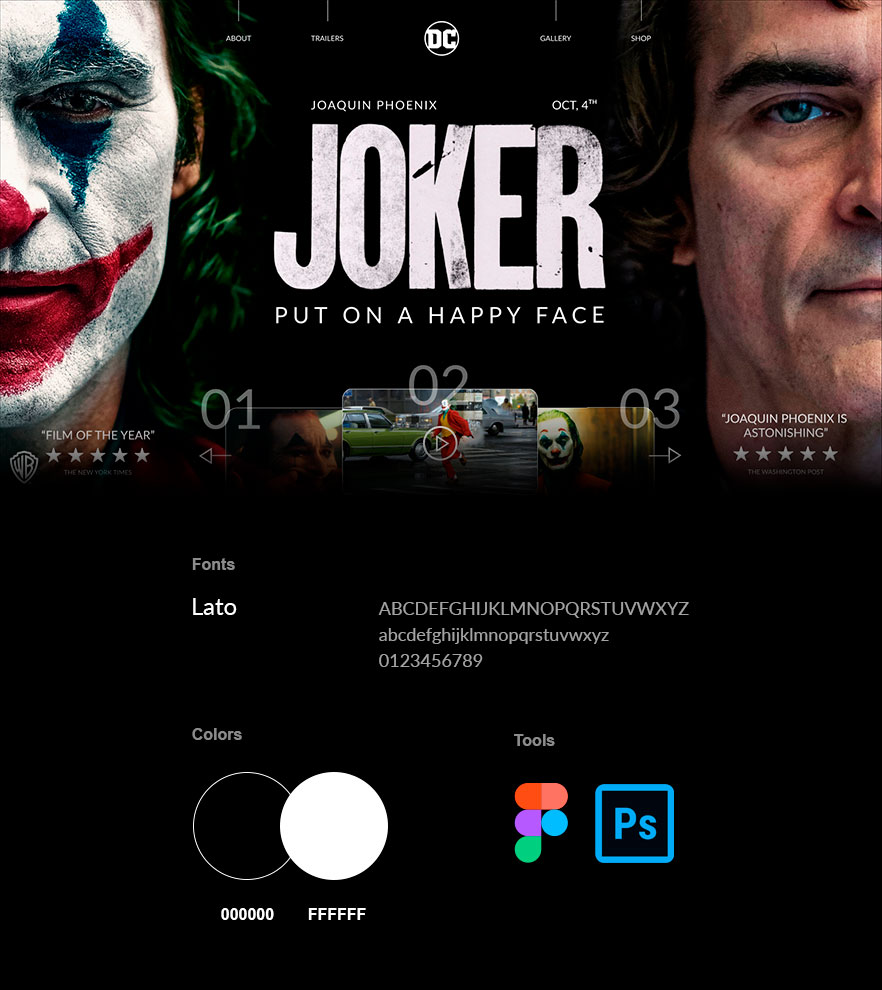 ABOUT
TRAILERS
DC
GALLERY
SHOP
JOAQUIN PHOENIX
OCT, 4TH
JOKER
PUT ON A HAPPY FACE
01
02
03
“FILM OF THE YEAR”
THE NEW YORK TIMES
WB
“JOAQUIN PHOENIX IS
ASTONISHING”
THE WASHINGTON POST
Fonts
Lato
ABCDEFGHIJKLMNOPQRSTUVWXYZ
abcdefghijklmnopqrstuvwxyz
0123456789
Colors
Tools
Ps
000000
FFFFFF